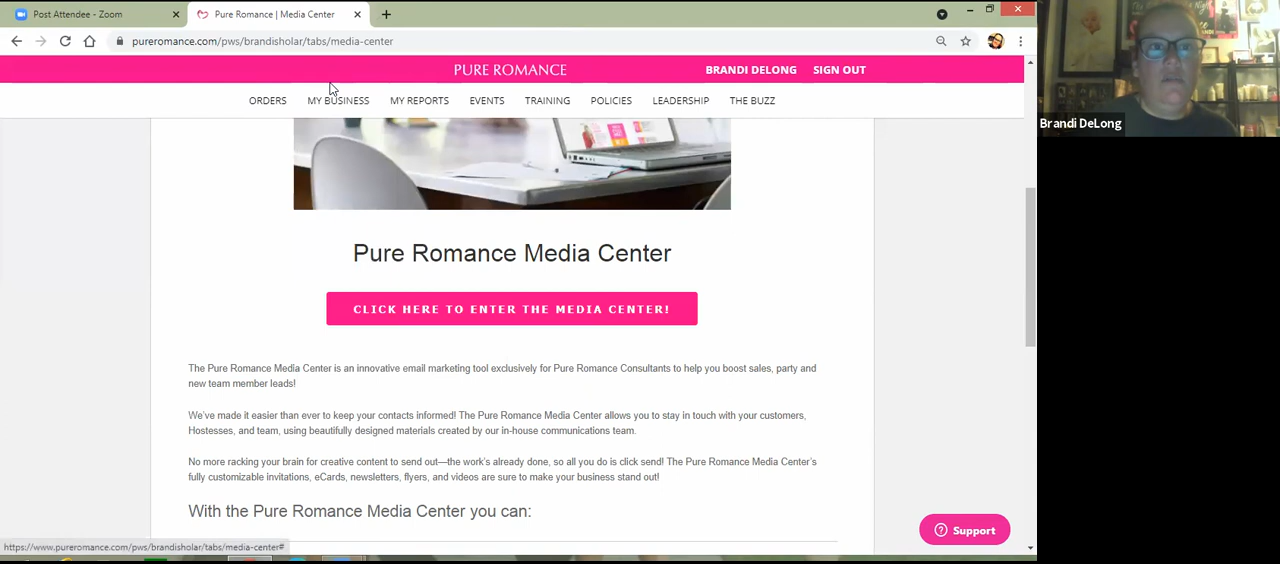 Post Attendee - Zoom
Pure Romance | Media Center
pureromance.com/pws/brandisholar/tabs/media-center
PURE ROMANCE
BRANDI DELONG
SIGN OUT
ORDERS
MY BUSINESS
MY REPORTS
EVENTS
TRAINING
POLICIES
LEADERSHIP
THE BUZZ
Brandi DeLong
Pure Romance Media Center
CLICK HERE TO ENTER THE MEDIA CENTER!
The Pure Romance Media Center is an innovative email marketing tool exclusively for Pure Romance Consultants to help you boost sales, party and
new team member leads!
We've made it easier than ever to keep your contacts informed! The Pure Romance Media Center allows you to stay in touch with your customers,
Hostesses, and team, using beautifully designed materials created by our in-house communications team.
No more racking your brain for creative content to send out—the work's already done, so all you do is click send! The Pure Romance Media Center's
fully customizable invitations, eCards, newsletters, flyers, and videos are sure to make your business stand out!
With the Pure Romance Media Center you can:
Support
https://www.pureromance.com/pws/brandisholar/tabs/media-center#